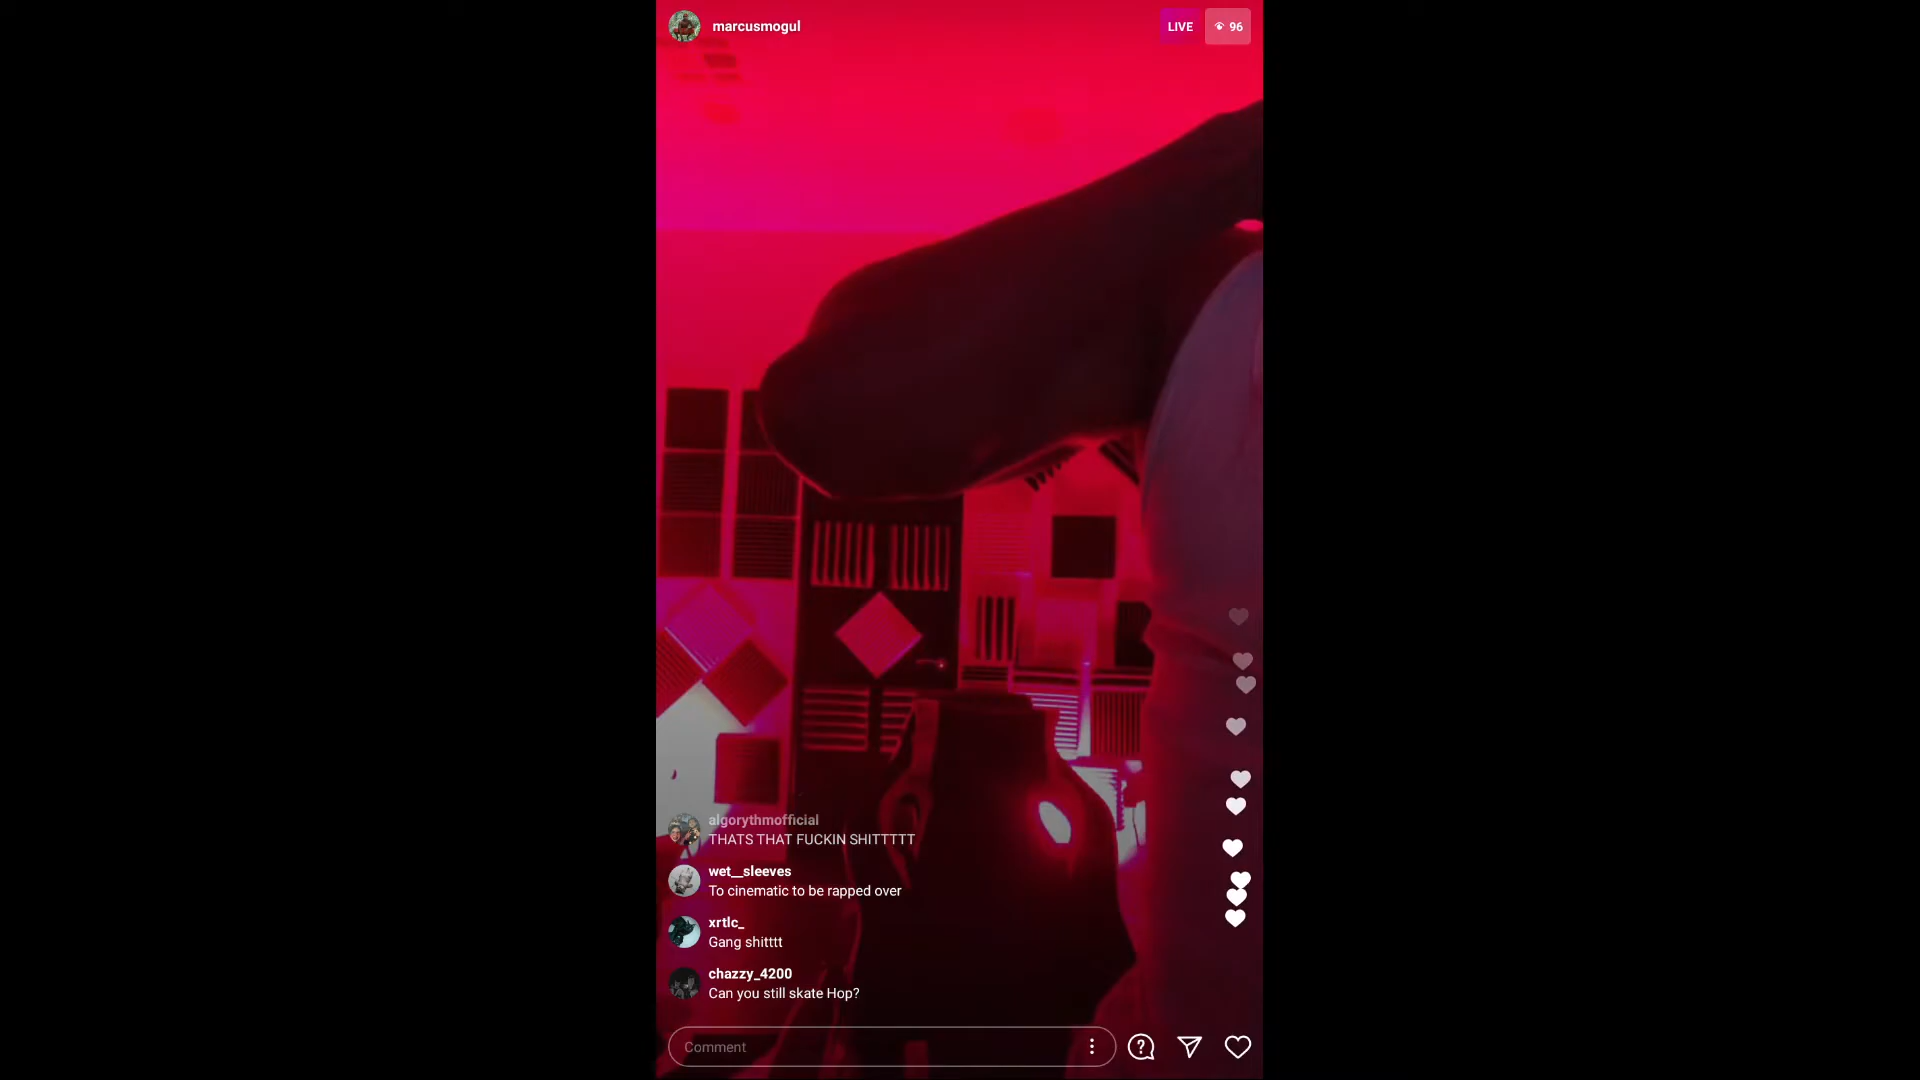 marcusmogul
LIVE
96
algorythmofficial
THATS THAT FUCKIN SHITTTTT
wet__sleeves
To cinematic to be rapped over
xrtlc_
Gang shitttt
chazzy_4200
Can you still skate Hop?
Comment